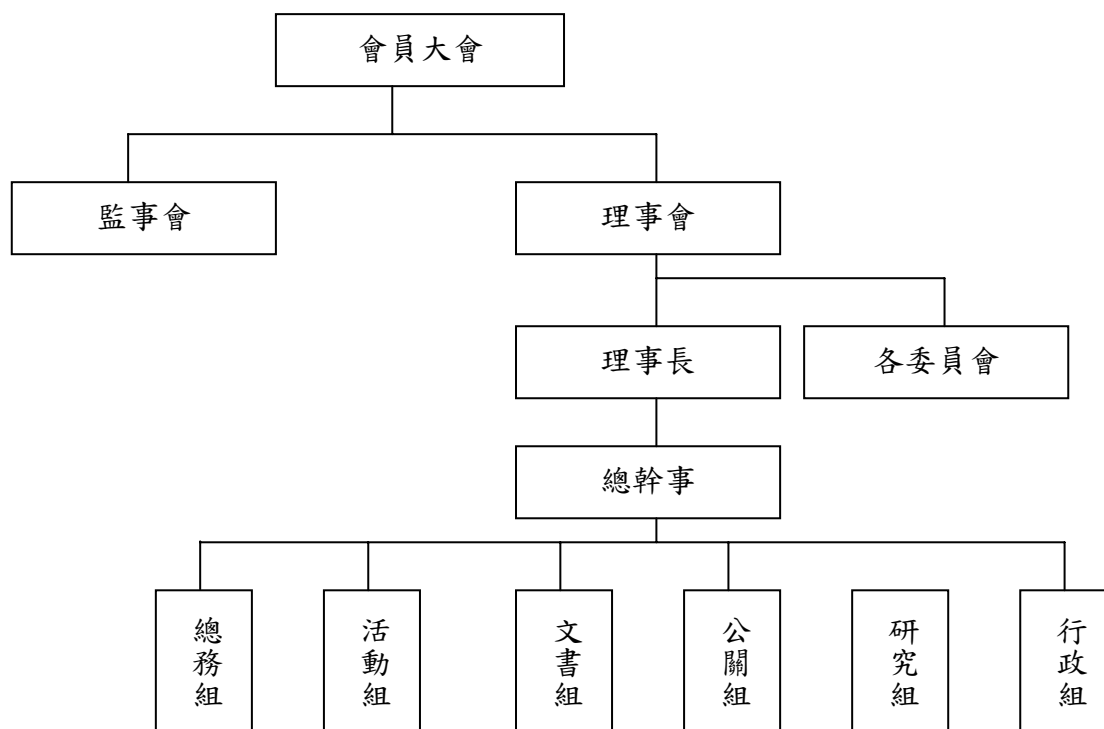 會員大會
監事會
理事會
理事長
各委員會
總幹事
總務組
活動組
文書組
公關組
研究組
行政組